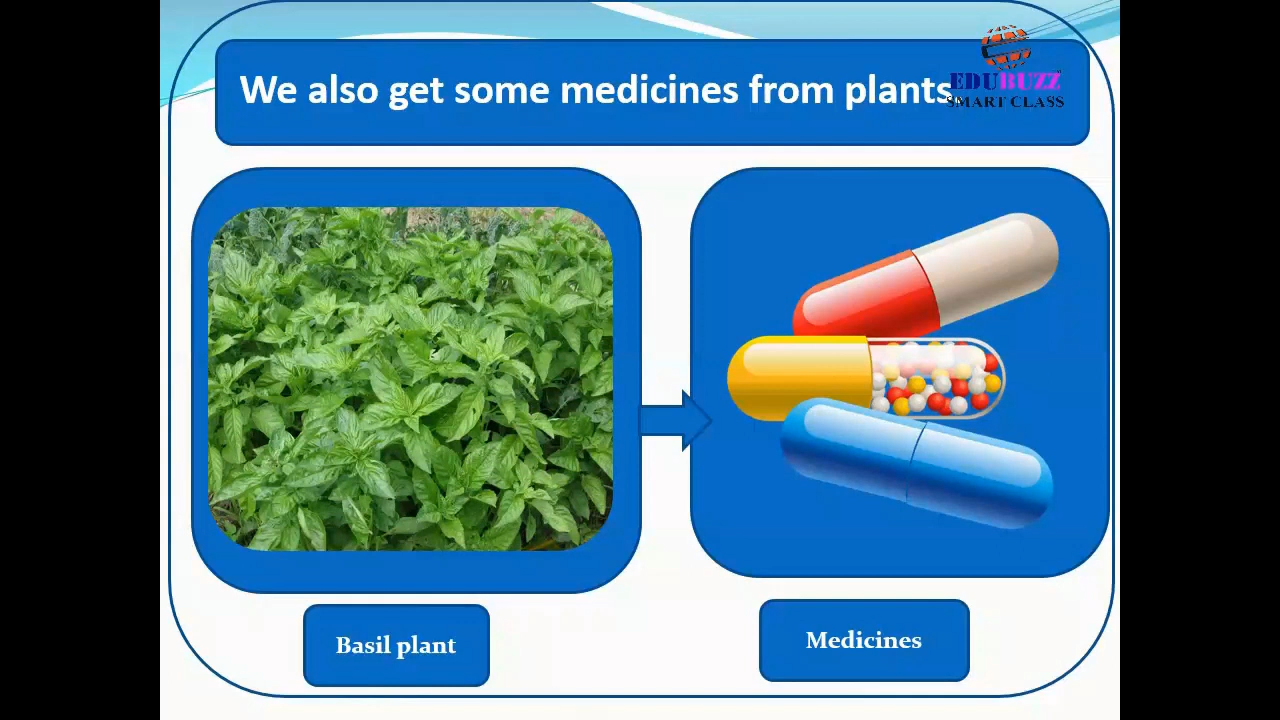 We also get some medicines from plants.
EDUBUZZ
SMART CLASS
Basil plant
Medicines